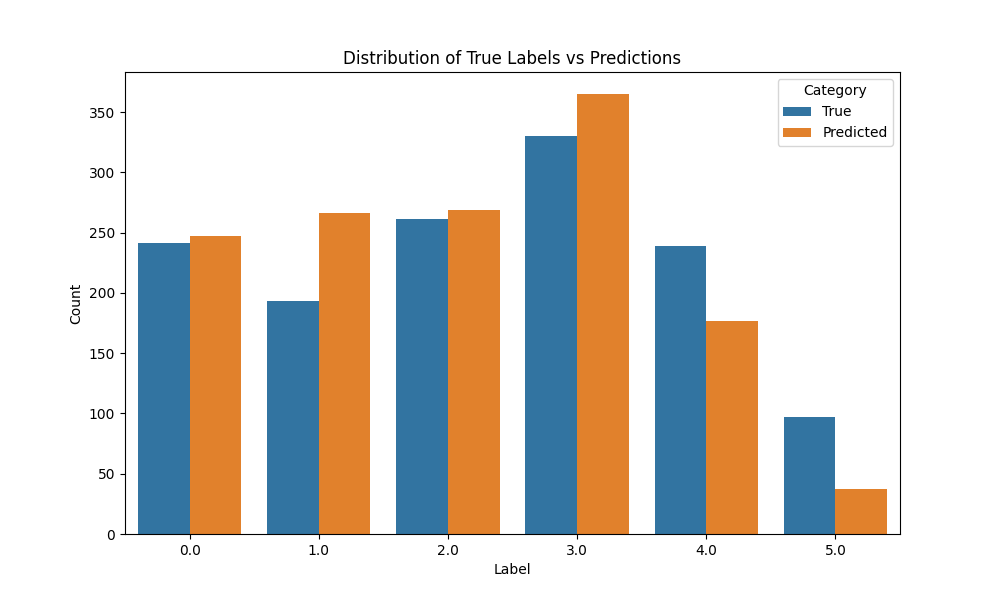 Distribution of True Labels vs Predictions
Category
True
Predicted
Count
350
300
250
200
150
100
50
0
0.0 1.0 2.0 3.0 4.0 5.0
Label